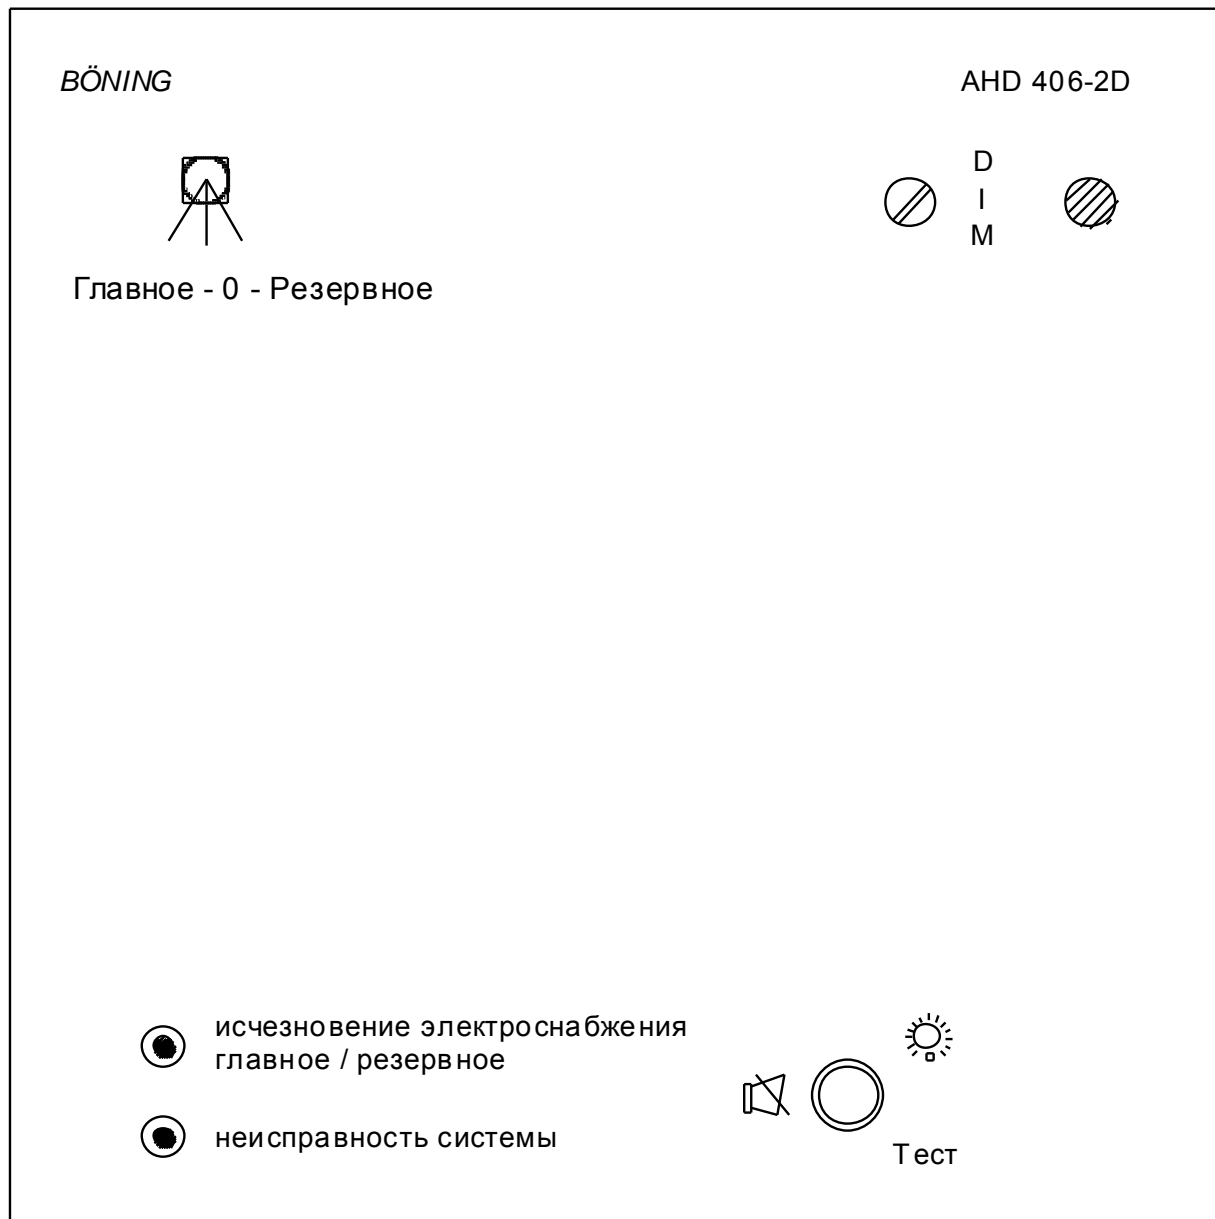 BÖNING
AHD 406-2D
D
I
M
Главное - 0 - Резервное
исчезновение электроснабжения
главное / резервное
неисправность системы
Тест